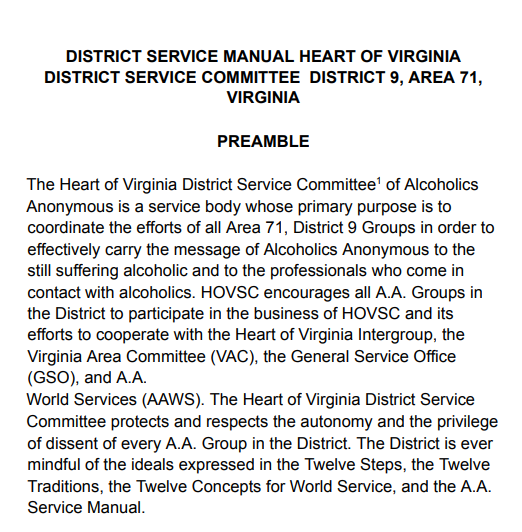 DISTRICT SERVICE MANUAL HEART OF VIRGINIA
DISTRICT SERVICE COMMITTEE  DISTRICT 9, AREA 71,
VIRGINIA
PREAMBLE
The Heart of Virginia District Service Committee¹ of Alcoholics
Anonymous is a service body whose primary purpose is to
coordinate the efforts of all Area 71, District 9 Groups in order to
effectively carry the message of Alcoholics Anonymous to the
still suffering alcoholic and to the professionals who come in
contact with alcoholics. HOVSC encourages all A.A. Groups in
the District to participate in the business of HOVSC and its
efforts to cooperate with the Heart of Virginia Intergroup, the
Virginia Area Committee (VAC), the General Service Office
(GSO), and A.A.
World Services (AAWS). The Heart of Virginia District Service
Committee protects and respects the autonomy and the privilege
of dissent of every A.A. Group in the District. The District is ever
mindful of the ideals expressed in the Twelve Steps, the Twelve
Traditions, the Twelve Concepts for World Service, and the A.A.
Service Manual.